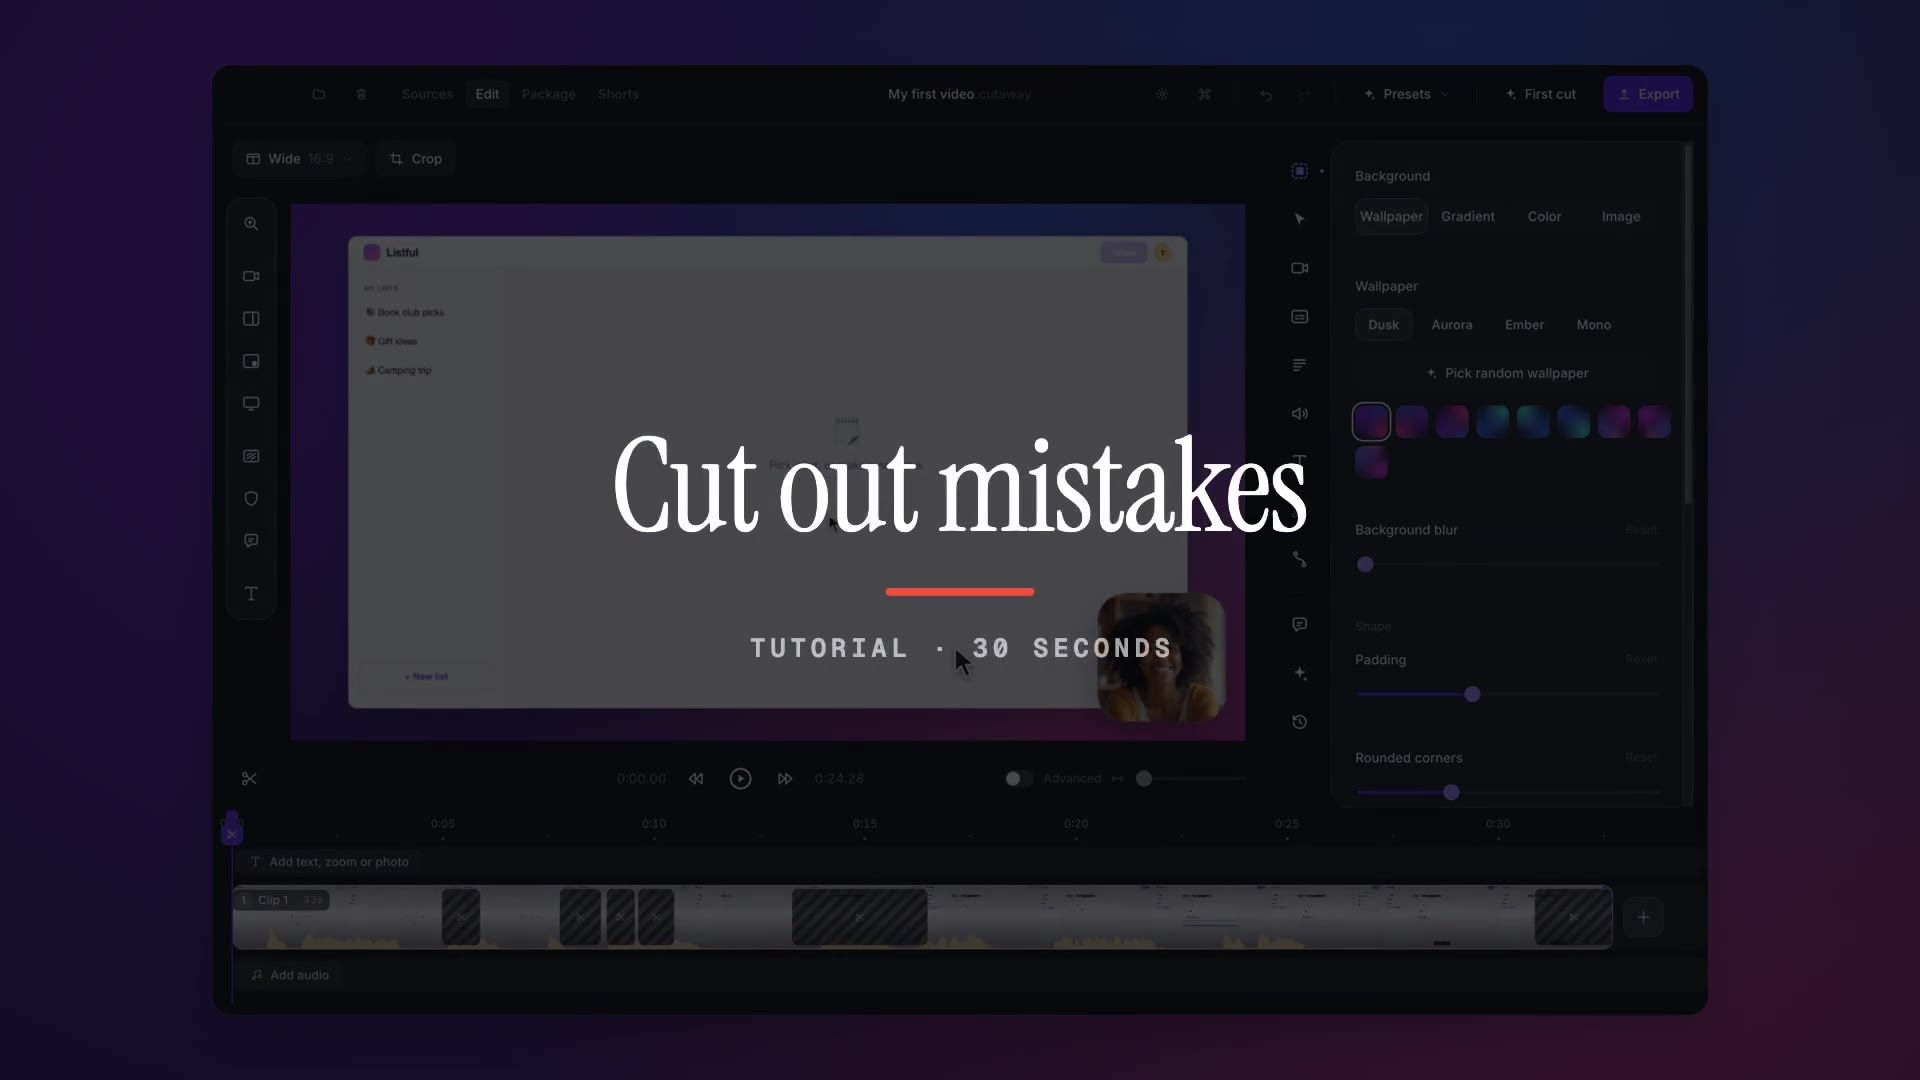 Sources Edit Package Shorts My first video.cutaway Presets First cut Export
Wide 16:9 Crop
Background
Wallpaper Gradient Color Image
Wallpaper
Dusk Aurora Ember Mono
Pick random wallpaper
Background blur Reset
Shape
Padding Reset
Rounded corners Reset
Listful
MY LISTS
Book club picks
Gift ideas
Camping trip
+ New list
Cut out mistakes
TUTORIAL · 30 SECONDS
0:00.00 0:24.28 Advanced
0:05 0:10 0:15 0:20 0:25 0:30
Add text, zoom or photo
1 Clip 1 33s
Add audio